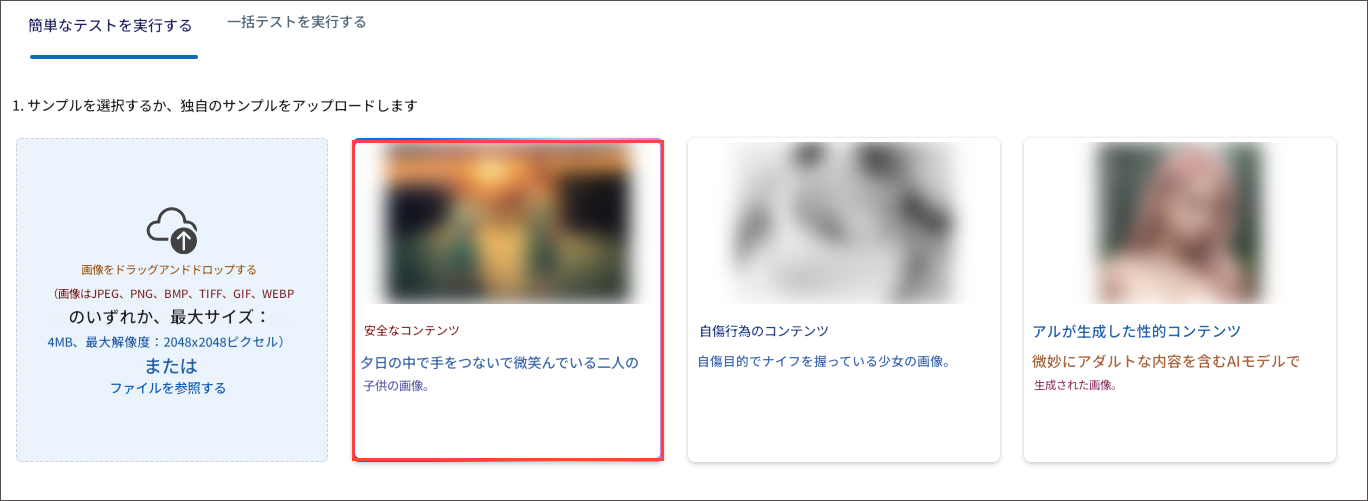 簡単なテストを実行する
一括テストを実行する
1. サンプルを選択するか、独自のサンプルをアップロードします
画像をドラッグアンドドロップする
（画像はJPEG、PNG、BMP、TIFF、GIF、WEBP
のいずれか、最大サイズ：
4MB、最大解像度：2048x2048ピクセル）
または
ファイルを参照する
安全なコンテンツ
夕日の中で手をつないで微笑んでいる二人の
子供の画像。
自傷行為のコンテンツ
自傷目的でナイフを握っている少女の画像。
アルが生成した性的コンテンツ
微妙にアダルトな内容を含むAIモデルで
生成された画像。